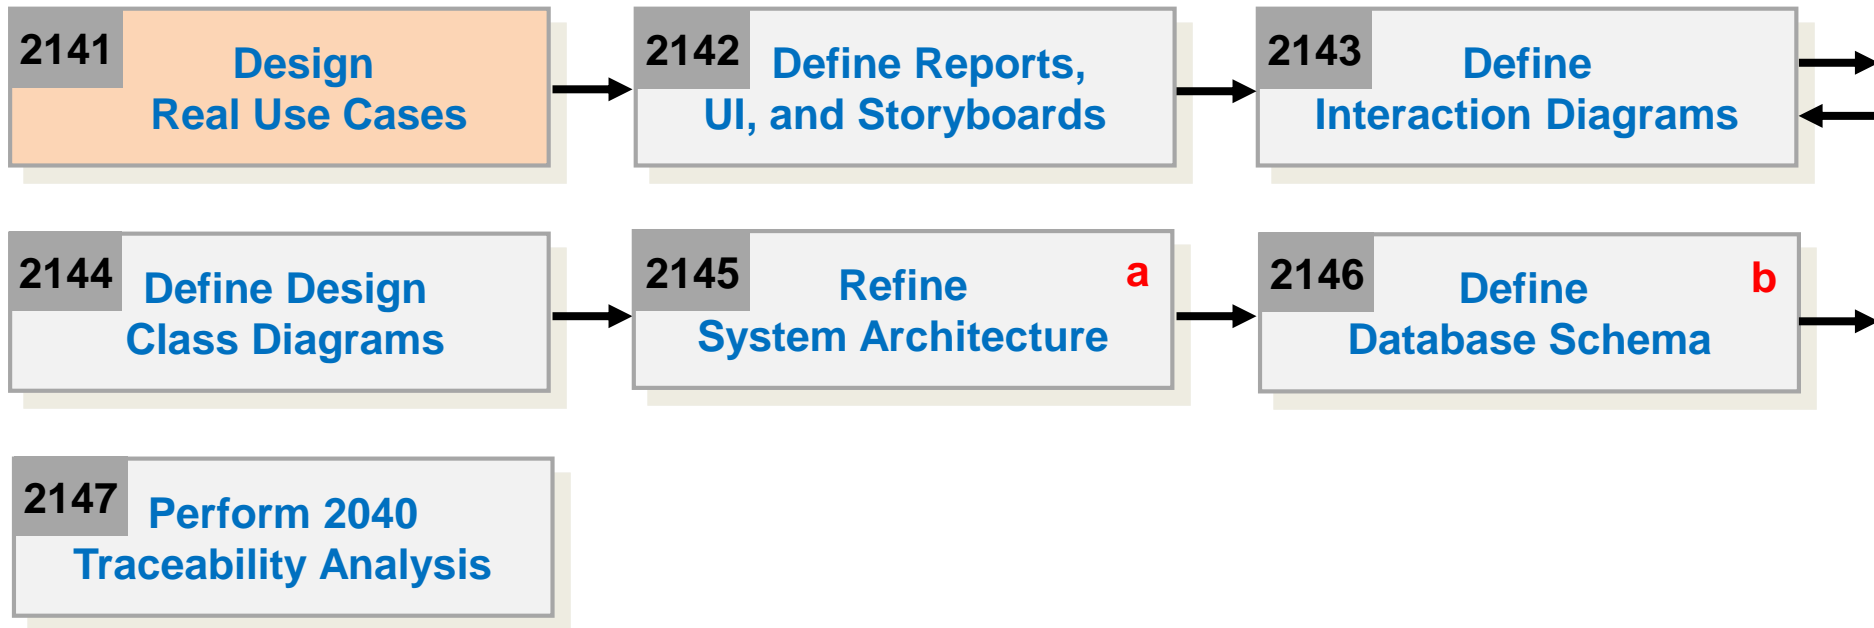 2141
Design
Real Use Cases
2142
Define Reports,
UI, and Storyboards
2143
Define
Interaction Diagrams
2144
Define Design
Class Diagrams
2145
Refine
a
System Architecture
2146
Define
b
Database Schema
2147
Perform 2040
Traceability Analysis